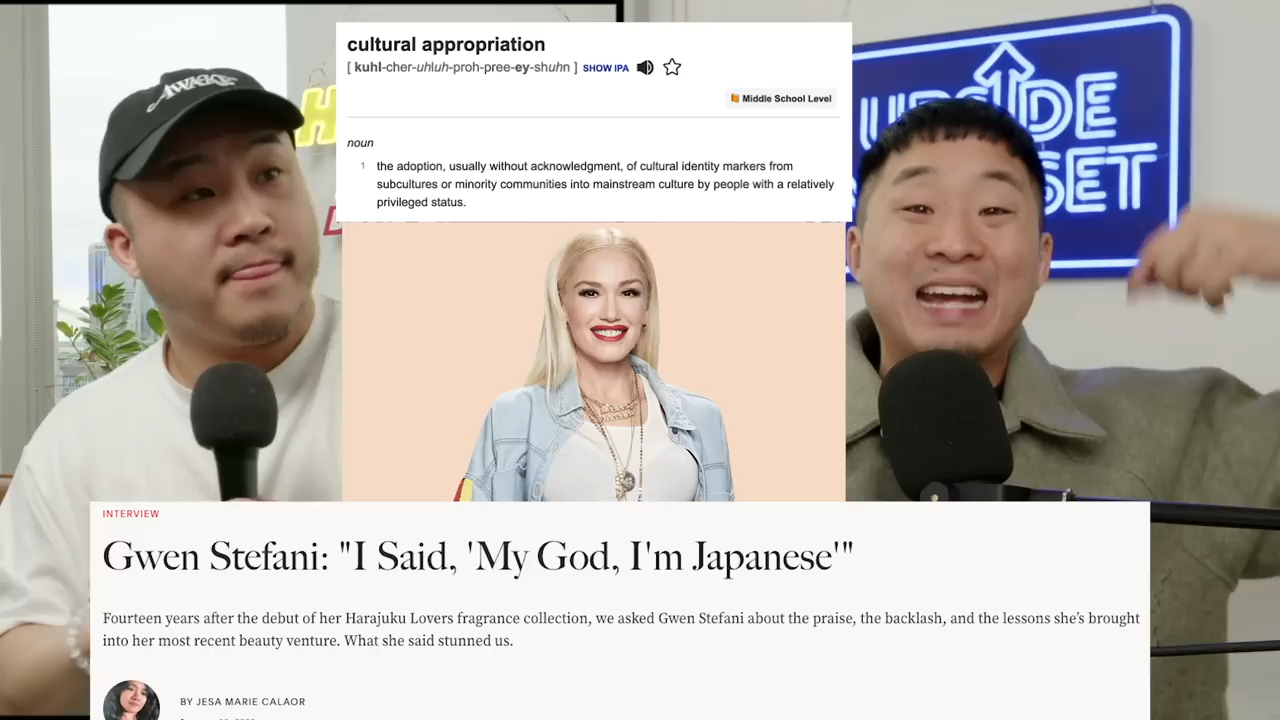 AWAKE
cultural appropriation
[ kuhl-cher-uhluh-proh-pree-ey-shuhn ] SHOW IPA
Middle School Level
noun
1 the adoption, usually without acknowledgment, of cultural identity markers from
subcultures or minority communities into mainstream culture by people with a relatively
privileged status.
INTERVIEW
Gwen Stefani: "I Said, 'My God, I'm Japanese'"
Fourteen years after the debut of her Harajuku Lovers fragrance collection, we asked Gwen Stefani about the praise, the backlash, and the lessons she's brought
into her most recent beauty venture. What she said stunned us.
BY JESA MARIE CALAOR